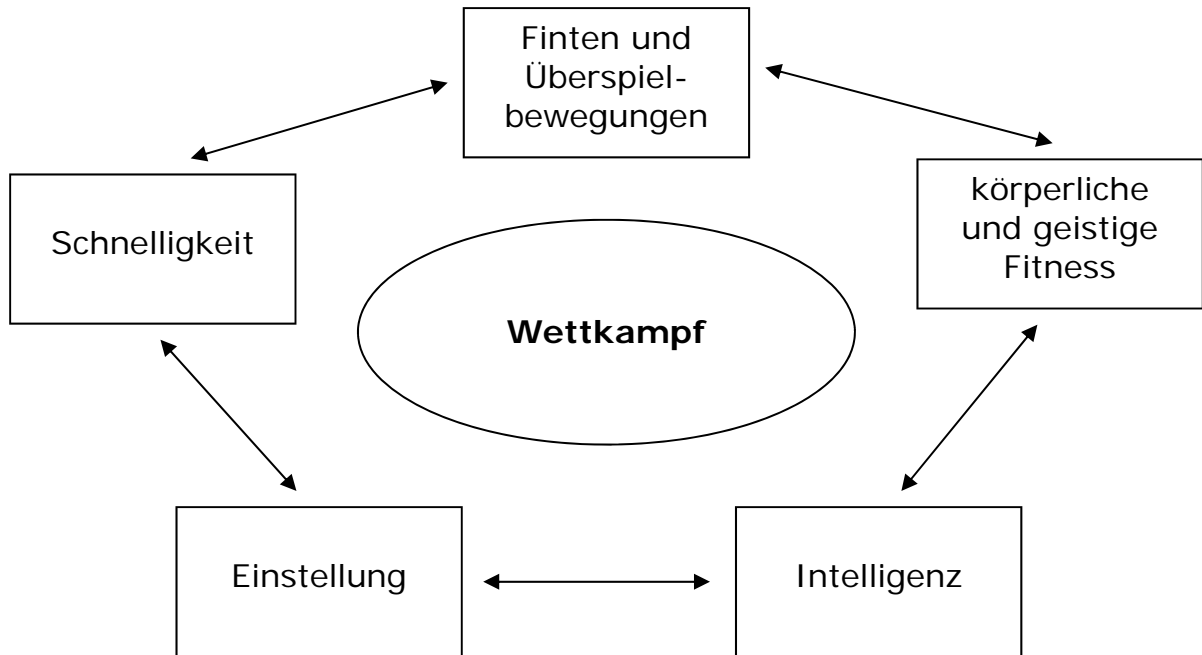 Finten und
Überspiel-
bewegungen
Schnelligkeit
körperliche
und geistige
Fitness
Wettkampf
Einstellung
Intelligenz